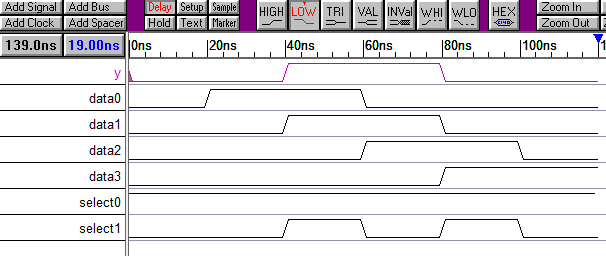 Add Signal Add Bus Delay Setup Sample HIGH LOW TRI VAL INVal WHI WLO HEX Zoom In
Add Clock Add Spacer Hold Text Marker Zoom Out
139.0ns 19.00ns 0ns 20ns 40ns 60ns 80ns 100ns
y
data0
data1
data2
data3
select0
select1